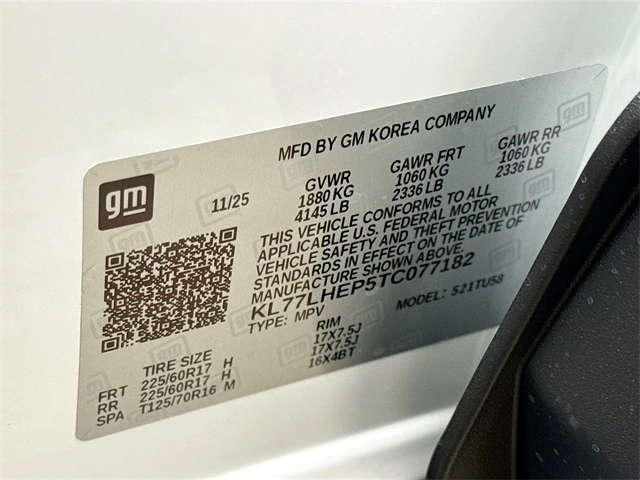 MFD BY GM KOREA COMPANY
gm
11/25
GVWR GAWR FRT GAWR RR
1880 KG 1060 KG 1060 KG
4145 LB 2336 LB 2336 LB
THIS VEHICLE CONFORMS TO ALL
APPLICABLE U.S. FEDERAL MOTOR
VEHICLE SAFETY AND THEFT PREVENTION
STANDARDS IN EFFECT ON THE DATE OF
MANUFACTURE SHOWN ABOVE.
KL77LHEP5TC077182
TYPE: MPV MODEL: 521TU58
TIRE SIZE RIM
FRT 225/60R17 H 17X7.5J
RR 225/60R17 H 17X7.5J
SPA T125/70R16 M 16X4BT